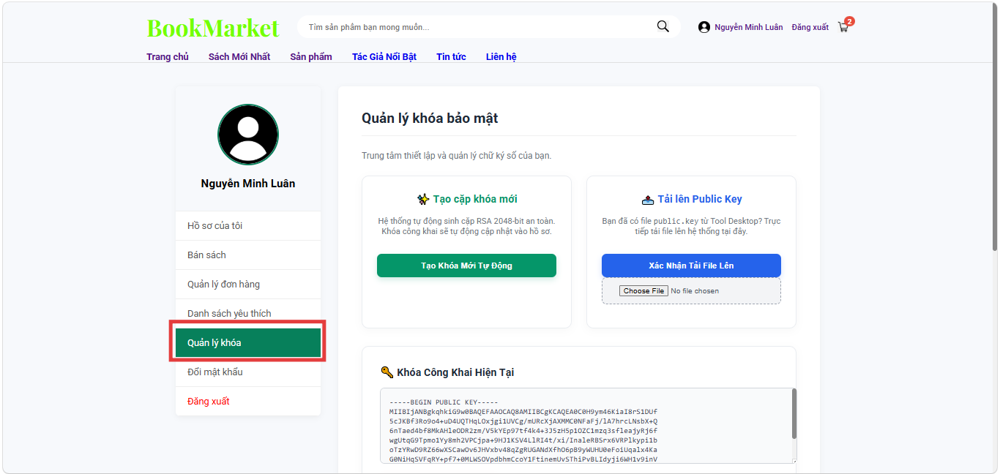 BookMarket
Tìm sản phẩm bạn mong muốn...
Nguyễn Minh Luân
Đăng xuất
2
Trang chủ
Sách Mới Nhất
Sản phẩm
Tác Giả Nổi Bật
Tin tức
Liên hệ
Nguyễn Minh Luân
Hồ sơ của tôi
Bán sách
Quản lý đơn hàng
Danh sách yêu thích
Quản lý khóa
Đổi mật khẩu
Đăng xuất
Quản lý khóa bảo mật
Trung tâm thiết lập và quản lý chữ ký số của bạn.
Tạo cặp khóa mới
Hệ thống tự động sinh cặp RSA 2048-bit an toàn.
Khóa công khai sẽ tự động cập nhật vào hồ sơ.
Tạo Khóa Mới Tự Động
Tải lên Public Key
Bạn đã có file public.key từ Tool Desktop? Trực
tiếp tải file lên hệ thống tại đây.
Xác Nhận Tải File Lên
Choose File No file chosen
Khóa Công Khai Hiện Tại
-----BEGIN PUBLIC KEY-----
MIIBIjANBgkqhkiG9w0BAQEFAAOCAQ8AMIIBCgKCAQEA0C0H9ym46KiaI8rS1DUf
5cJKBf3Ro9o4+uD4UQTHqLOxjgi1UVCg/mURcXjAXMMC0NFaFj/lA7hrcLNsbX+Q
6nTaed4bf8MkAHleODR2zm/V5kYEp97tf4k4+3J5zH5p1OZC1mzq3sfleajyRj6f
wgUtqG9Tpmo1Yy8mh2VPCjpa+9HJ1KSV4LlRI4t/xi/InaleRBSrx6VRPlkypi1b
oTzYRwD9RZ66wXSCawOv6JHVxbv48qZgRUGANdXfhO6pB9yWUHU0eFoiUqalx4Ka
G0NiHqSVFqRY+pf7+0MLWSOVpdbhmCcoY1FtinemUvSThiPvBLIdyji6WH1v9inV